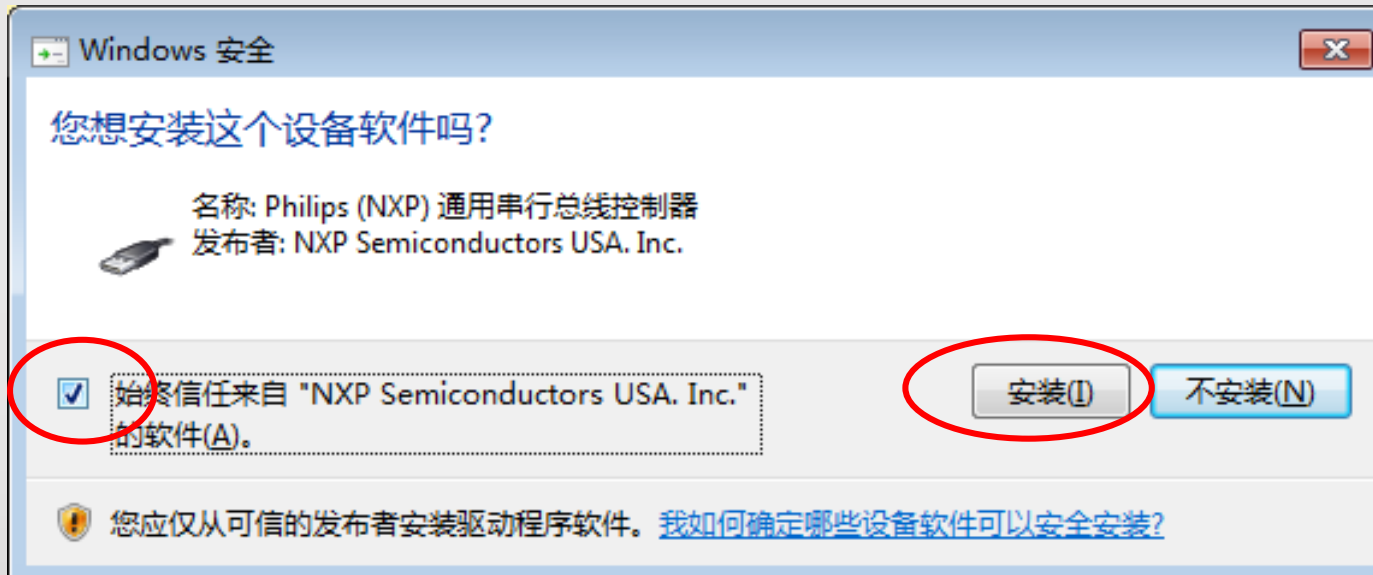 Windows 安全
您想安装这个设备软件吗?
名称: Philips (NXP) 通用串行总线控制器
发布者: NXP Semiconductors USA. Inc.
始终信任来自 "NXP Semiconductors USA. Inc."
的软件(A)。
安装(I)
不安装(N)
您应仅从可信的发布者安装驱动程序软件。我如何确定哪些设备软件可以安全安装?